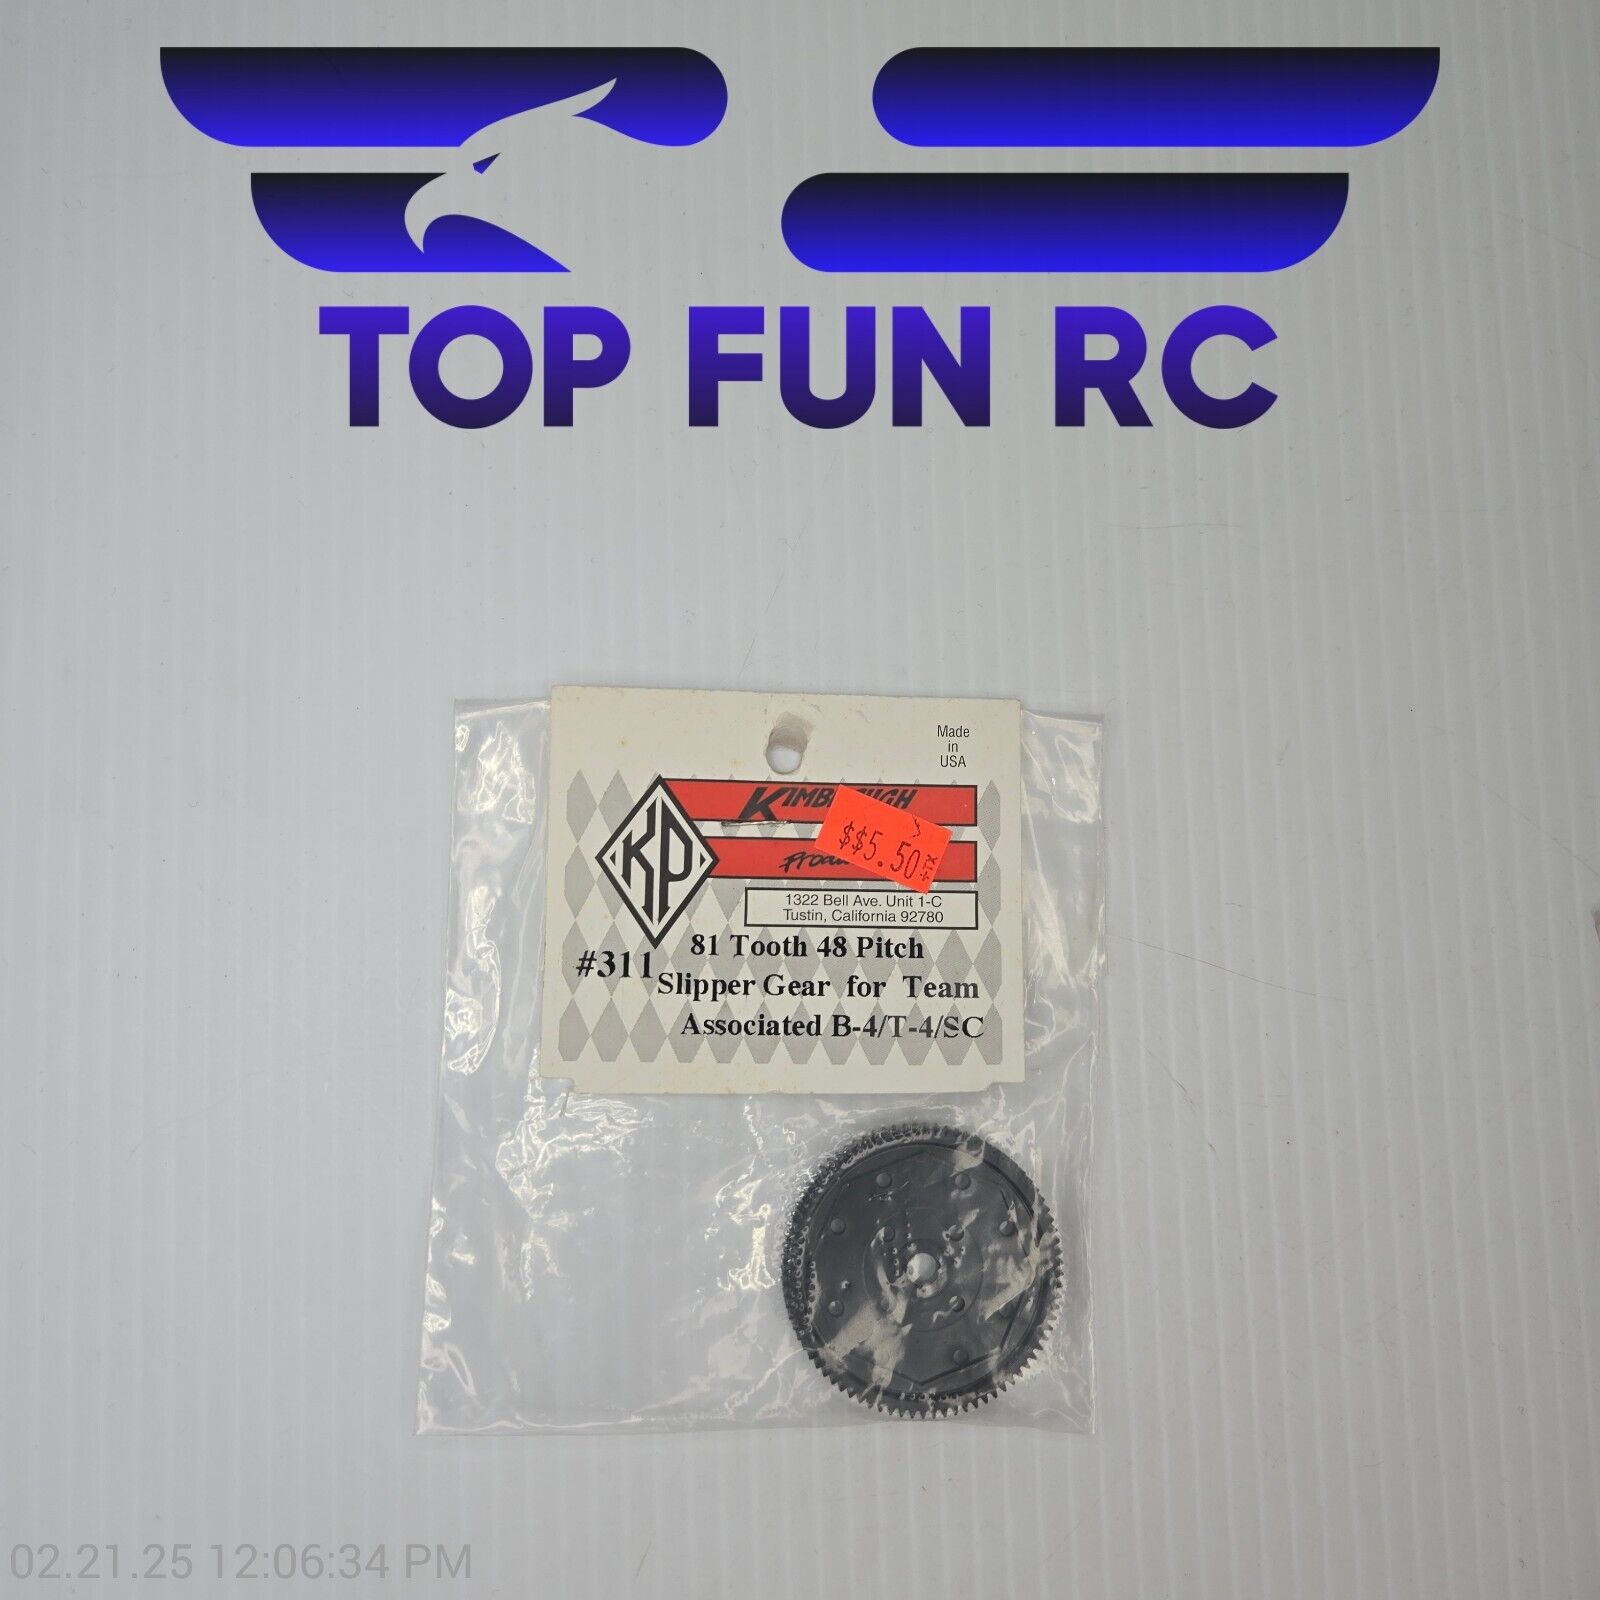 TOP FUN RC
Made
in
USA
KP
$$5.50
+TX
1322 Bell Ave. Unit 1-C
Tustin, California 92780
#311
81 Tooth 48 Pitch
Slipper Gear for Team
Associated B-4/T-4/SC
02.21.25 12:06:34 PM